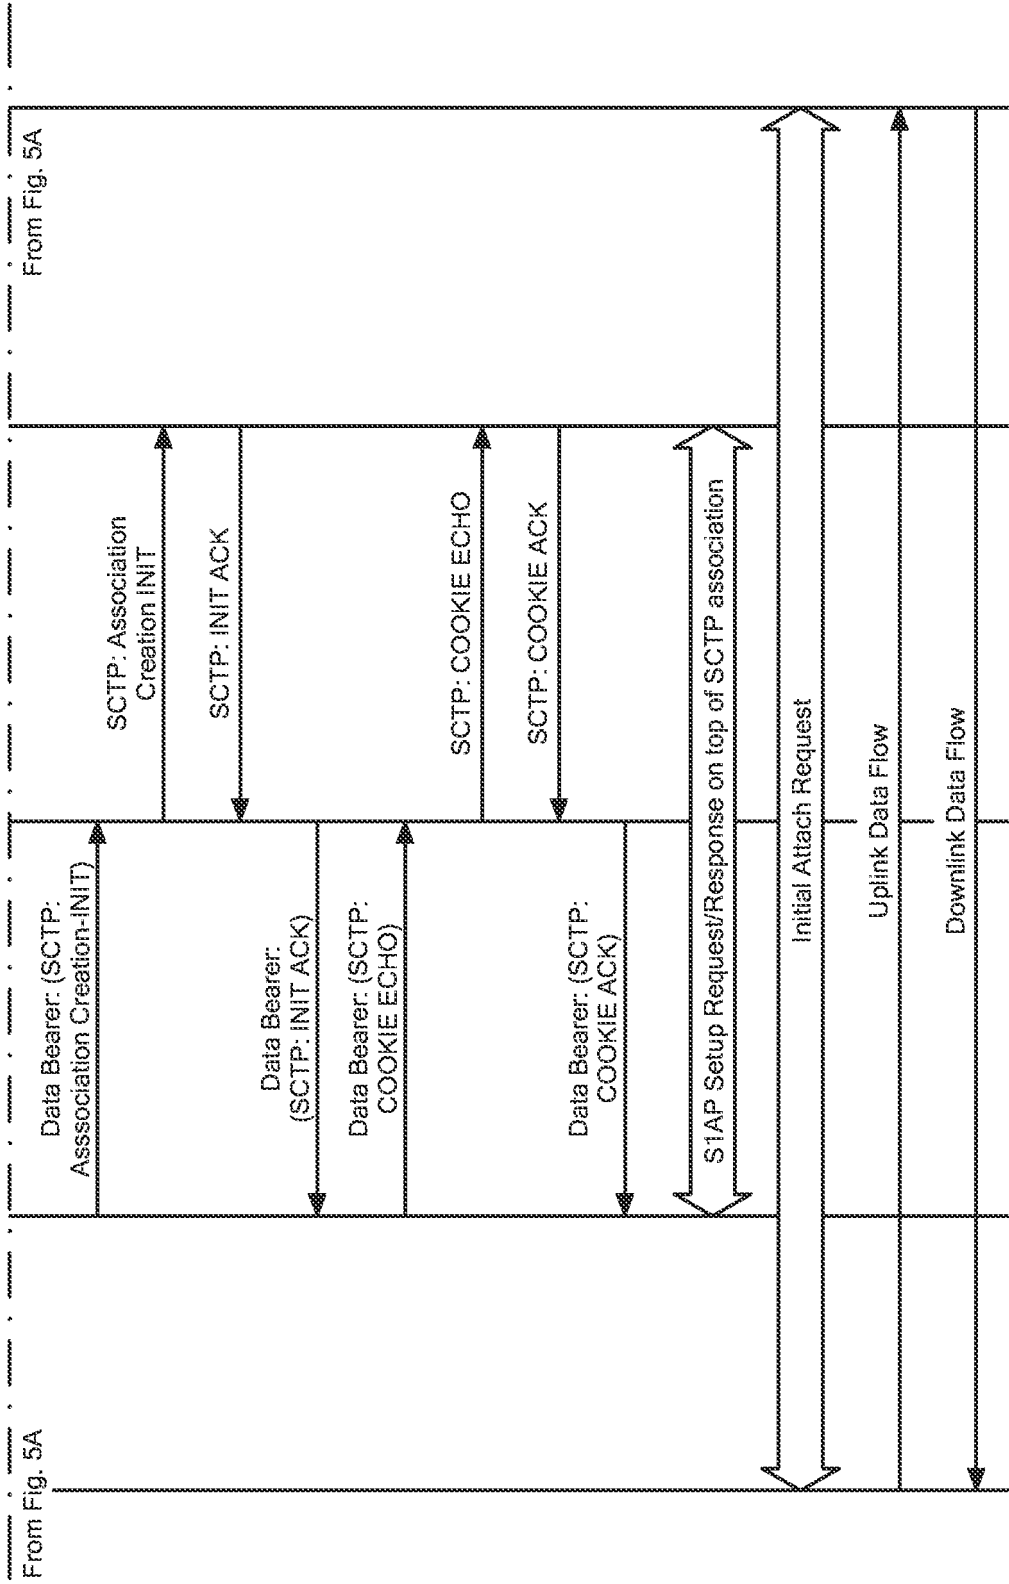 From Fig. 5A
From Fig. 5A
Data Bearer: (SCTP:
Association Creation-INIT)
SCTP: Association
Creation INIT
SCTP: INIT ACK
Data Bearer:
(SCTP: INIT ACK)
Data Bearer: (SCTP:
COOKIE ECHO)
SCTP: COOKIE ECHO
SCTP: COOKIE ACK
Data Bearer: (SCTP:
COOKIE ACK)
S1AP Setup Request/Response on top of SCTP association
Initial Attach Request
Uplink Data Flow
Downlink Data Flow